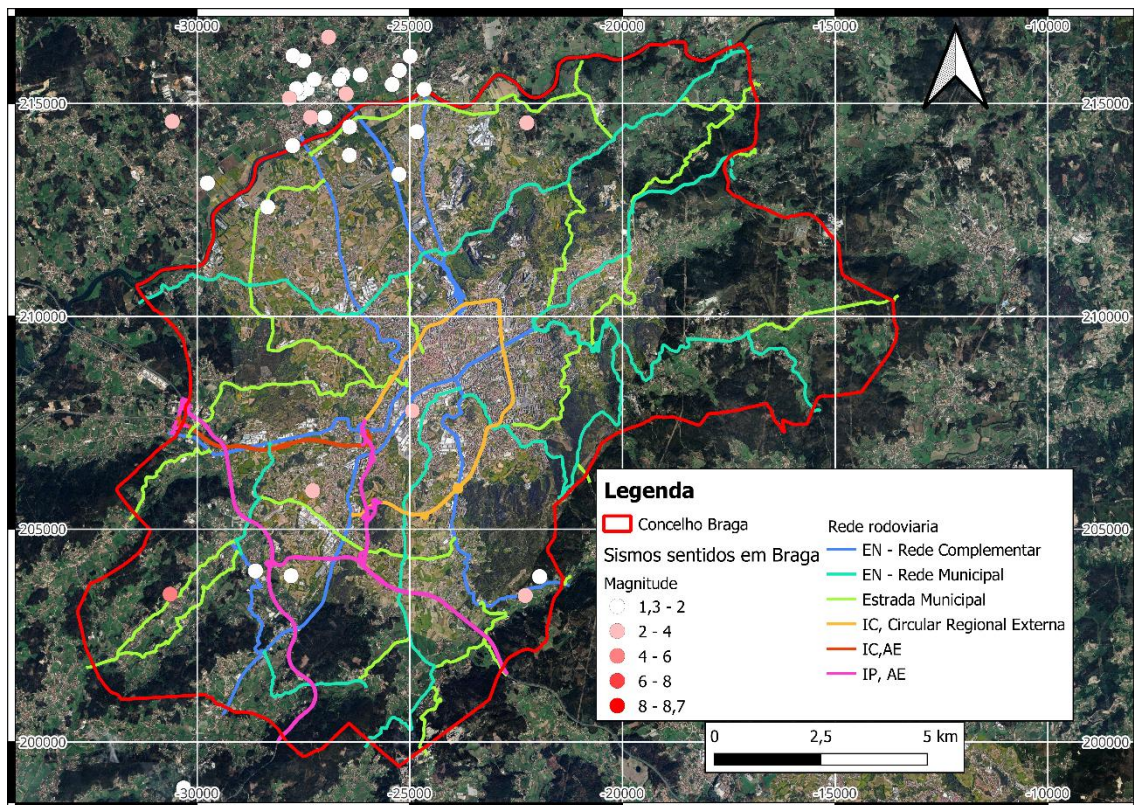 -30000 -25000 -20000 -15000 -10000
215000 215000
210000 210000
205000 205000
200000 200000
-30000 -25000 -20000 -15000 -10000
Legenda
Concelho Braga
Sismos sentidos em Braga
Magnitude
1,3 - 2
2 - 4
4 - 6
6 - 8
8 - 8,7
Rede rodoviaria
EN - Rede Complementar
EN - Rede Municipal
Estrada Municipal
IC, Circular Regional Externa
IC,AE
IP, AE
0 2,5 5 km